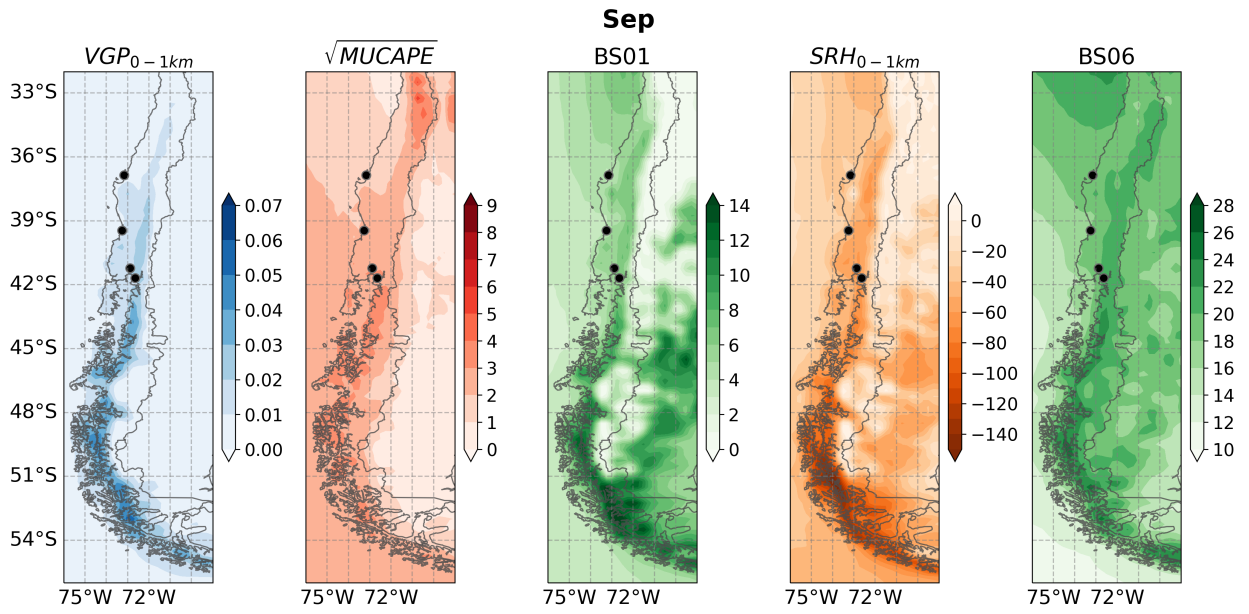 Sep
VGP0−1km
√MUCAPE
BS01
SRH0−1km
BS06
33°S
36°S
39°S
42°S
45°S
48°S
51°S
54°S
75°W 72°W
75°W 72°W
75°W 72°W
75°W 72°W
75°W 72°W
0.07
0.06
0.05
0.04
0.03
0.02
0.01
0.00
9
8
7
6
5
4
3
2
1
0
14
12
10
8
6
4
2
0
0
−20
−40
−60
−80
−100
−120
−140
28
26
24
22
20
18
16
14
12
10